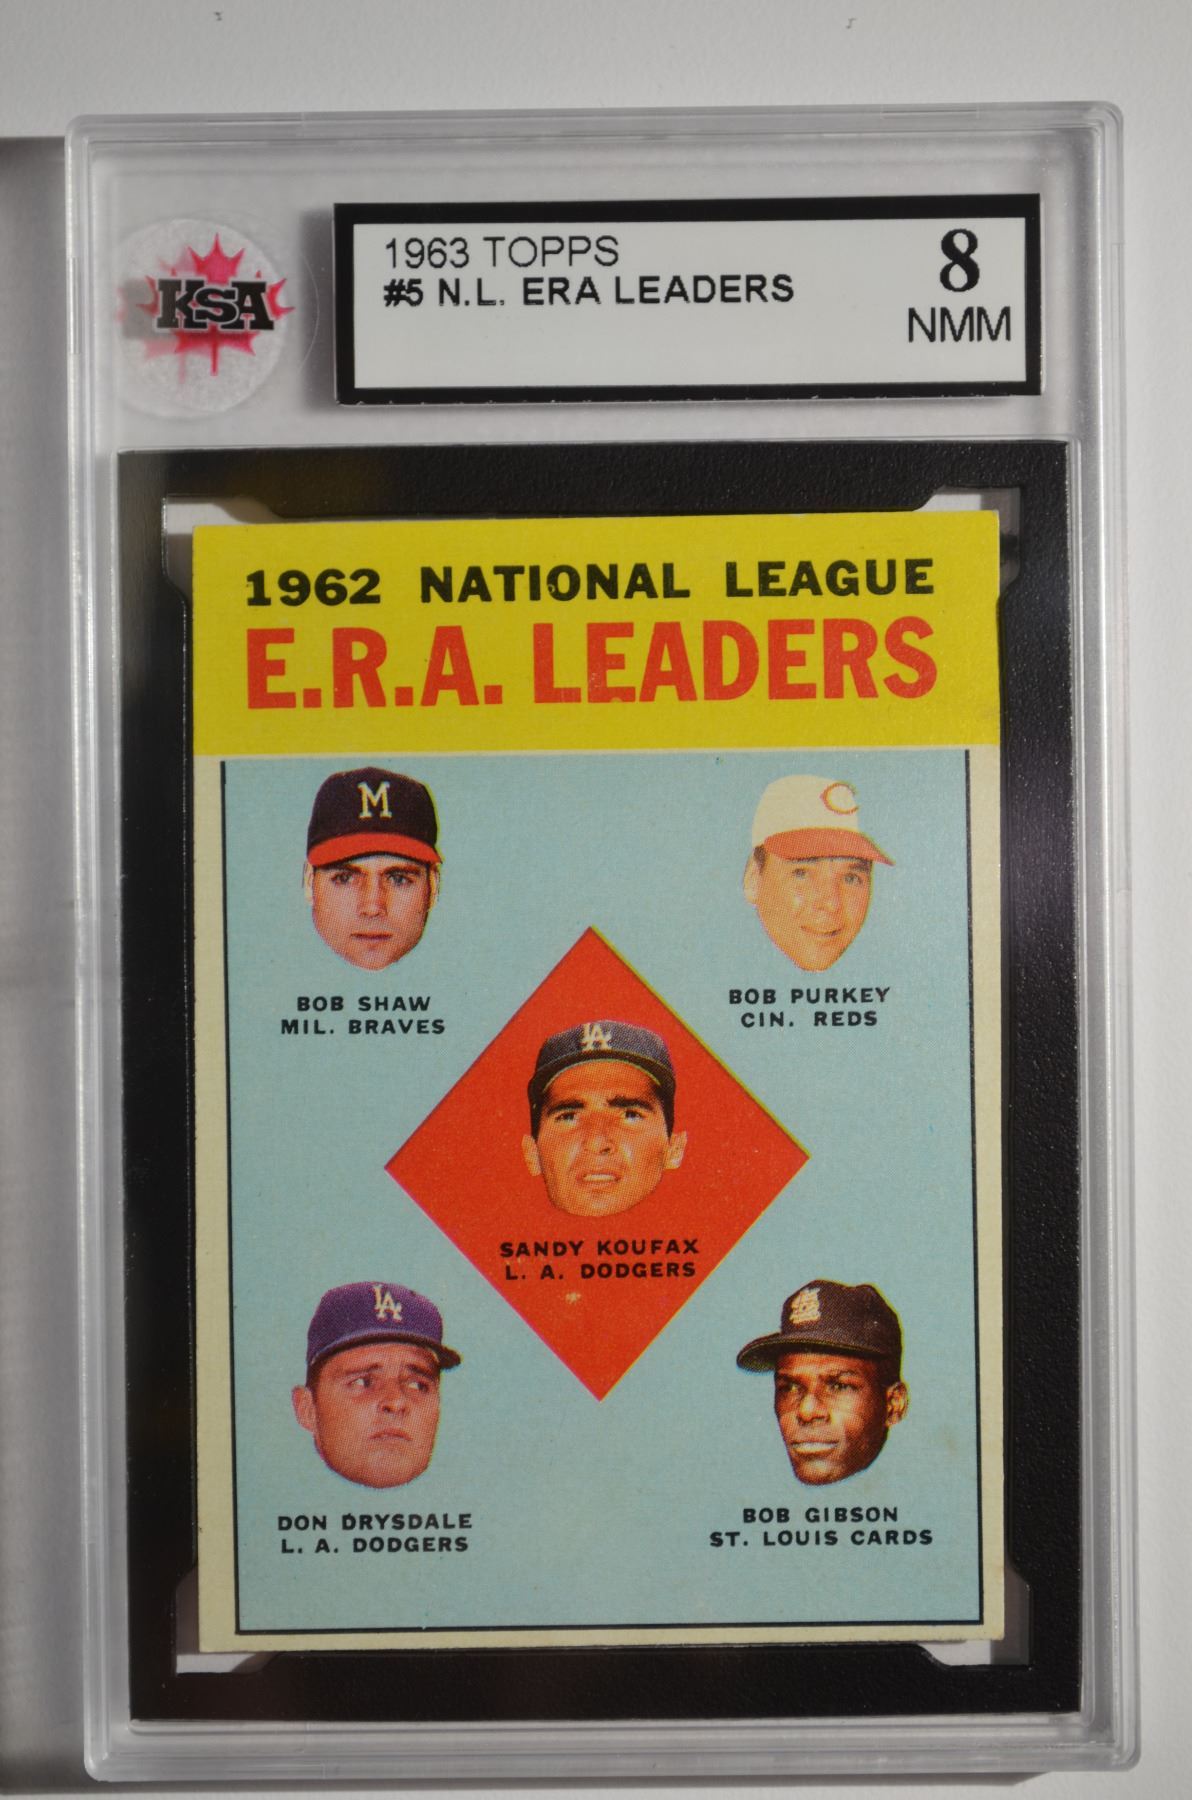 KSA
1963 TOPPS
#5 N.L. ERA LEADERS
8
NMM
1962 NATIONAL LEAGUE
E.R.A. LEADERS
M
C
BOB SHAW
MIL. BRAVES
BOB PURKEY
CIN. REDS
LA
SANDY KOUFAX
L. A. DODGERS
LA
STL
DON DRYSDALE
L. A. DODGERS
BOB GIBSON
ST. LOUIS CARDS